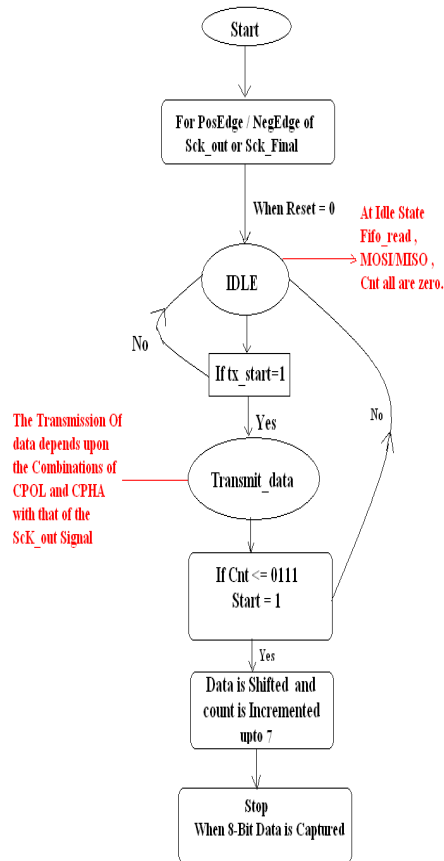 Start
For PosEdge / NegEdge of
Sck_out or Sck_Final
When Reset = 0
At Idle State
Fifo_read ,
MOSI/MISO ,
Cnt all are zero.
IDLE
No
If tx_start=1
Yes
No
The Transmission Of
data depends upon
the Combinations of
CPOL and CPHA
with that of the
ScK_out Signal
Transmit_data
If Cnt <= 0111
Start = 1
Yes
Data is Shifted and
count is Incremented
upto 7
Stop
When 8-Bit Data is Captured